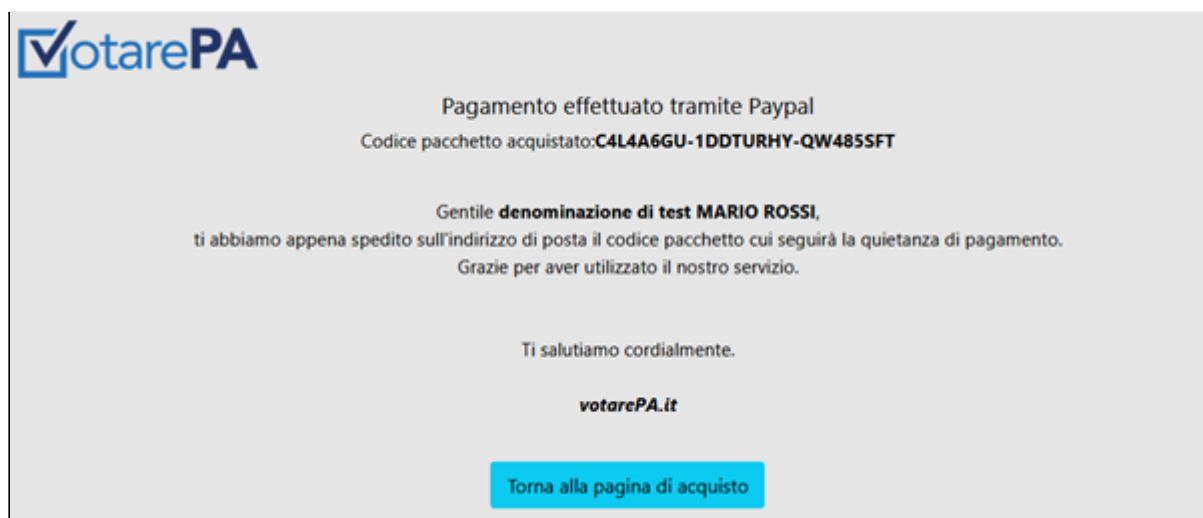 VotarePA
Pagamento effettuato tramite Paypal
Codice pacchetto acquistato:C4L4A6GU-1DDTURHY-QW485SFT
Gentile denominazione di test MARIO ROSSI,
ti abbiamo appena spedito sull'indirizzo di posta il codice pacchetto cui seguirà la quietanza di pagamento.
Grazie per aver utilizzato il nostro servizio.
Ti salutiamo cordialmente.
votarePA.it
Torna alla pagina di acquisto